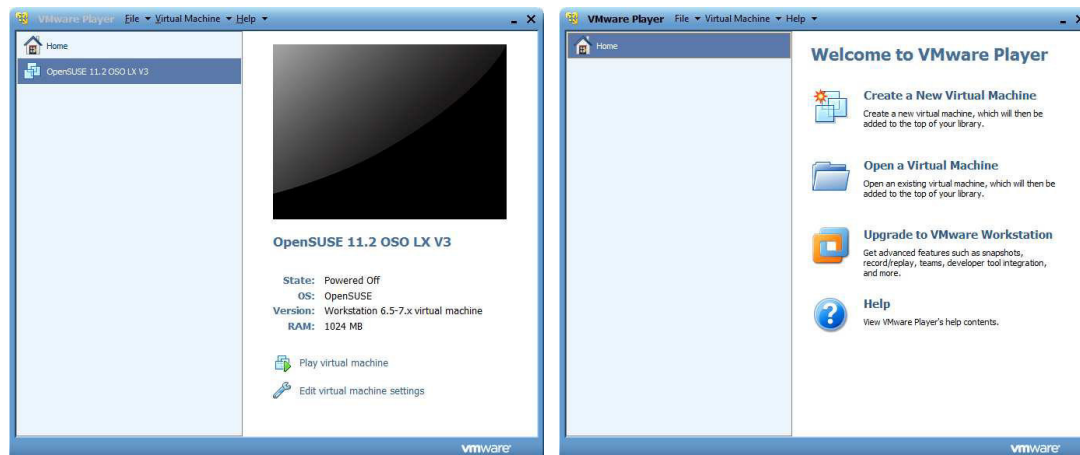 VMware Player File Virtual Machine Help
Home
OpenSUSE 11.2 OSO LX V3
OpenSUSE 11.2 OSO LX V3
State: Powered Off
OS: OpenSUSE
Version: Workstation 6.5-7.x virtual machine
RAM: 1024 MB
Play virtual machine
Edit virtual machine settings
vmware
VMware Player File Virtual Machine Help
Home
Welcome to VMware Player
Create a New Virtual Machine
Create a new virtual machine, which will then be
added to the top of your library.
Open a Virtual Machine
Open an existing virtual machine, which will then be
added to the top of your library.
Upgrade to VMware Workstation
Get advanced features such as snapshots,
record/replay, teams, developer tool integration,
and more.
Help
View VMware Player's help contents.
vmware